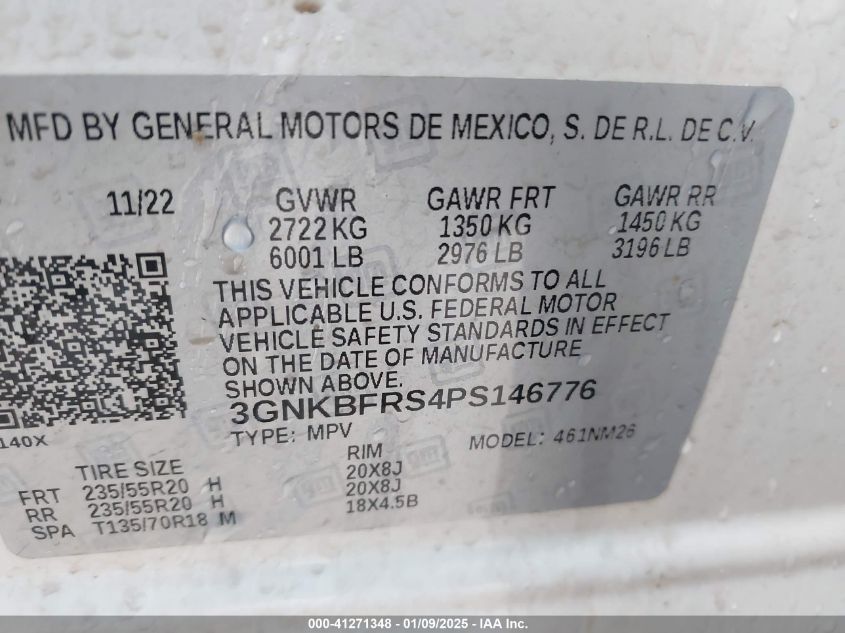 MFD BY GENERAL MOTORS DE MEXICO, S. DE R.L. DE C.V.
11/22 GVWR GAWR FRT GAWR RR
2722 KG 1350 KG 1450 KG
6001 LB 2976 LB 3196 LB
THIS VEHICLE CONFORMS TO ALL
APPLICABLE U.S. FEDERAL MOTOR
VEHICLE SAFETY STANDARDS IN EFFECT
ON THE DATE OF MANUFACTURE
SHOWN ABOVE.
3GNKBFRS4PS146776
140X
TYPE: MPV MODEL: 461NM26
TIRE SIZE RIM
FRT 235/55R20 H 20X8J
RR 235/55R20 H 20X8J
SPA T135/70R18 M 18X4.5B
000-41271348 - 01/09/2025 - IAA Inc.